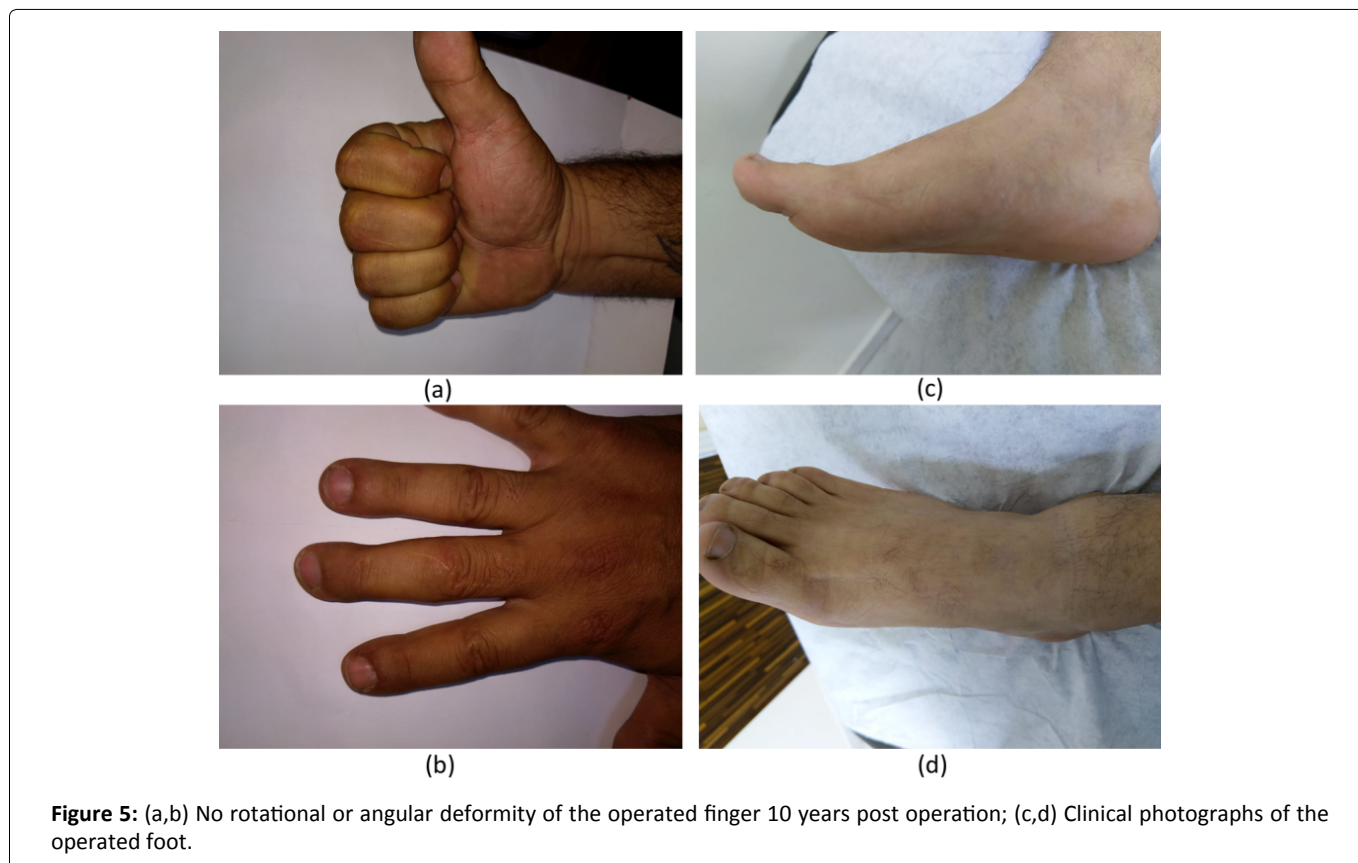 (a)
(c)
(b)
(d)
Figure 5: (a,b) No rotational or angular deformity of the operated finger 10 years post operation; (c,d) Clinical photographs of the
operated foot.